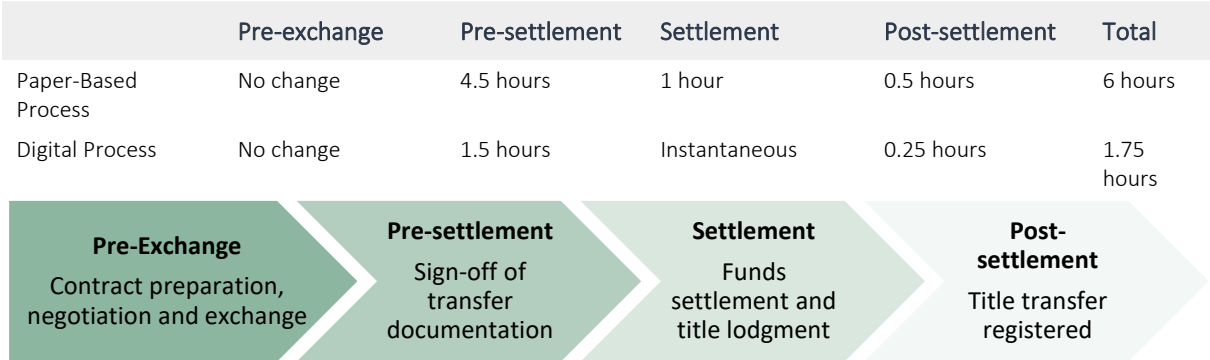 Pre-exchange Pre-settlement Settlement Post-settlement Total
Paper-Based No change 4.5 hours 1 hour 0.5 hours 6 hours
Process
Digital Process No change 1.5 hours Instantaneous 0.25 hours 1.75
hours
Pre-Exchange
Contract preparation,
negotiation and exchange
Pre-settlement
Sign-off of
transfer
documentation
Settlement
Funds
settlement and
title lodgment
Post-
settlement
Title transfer
registered